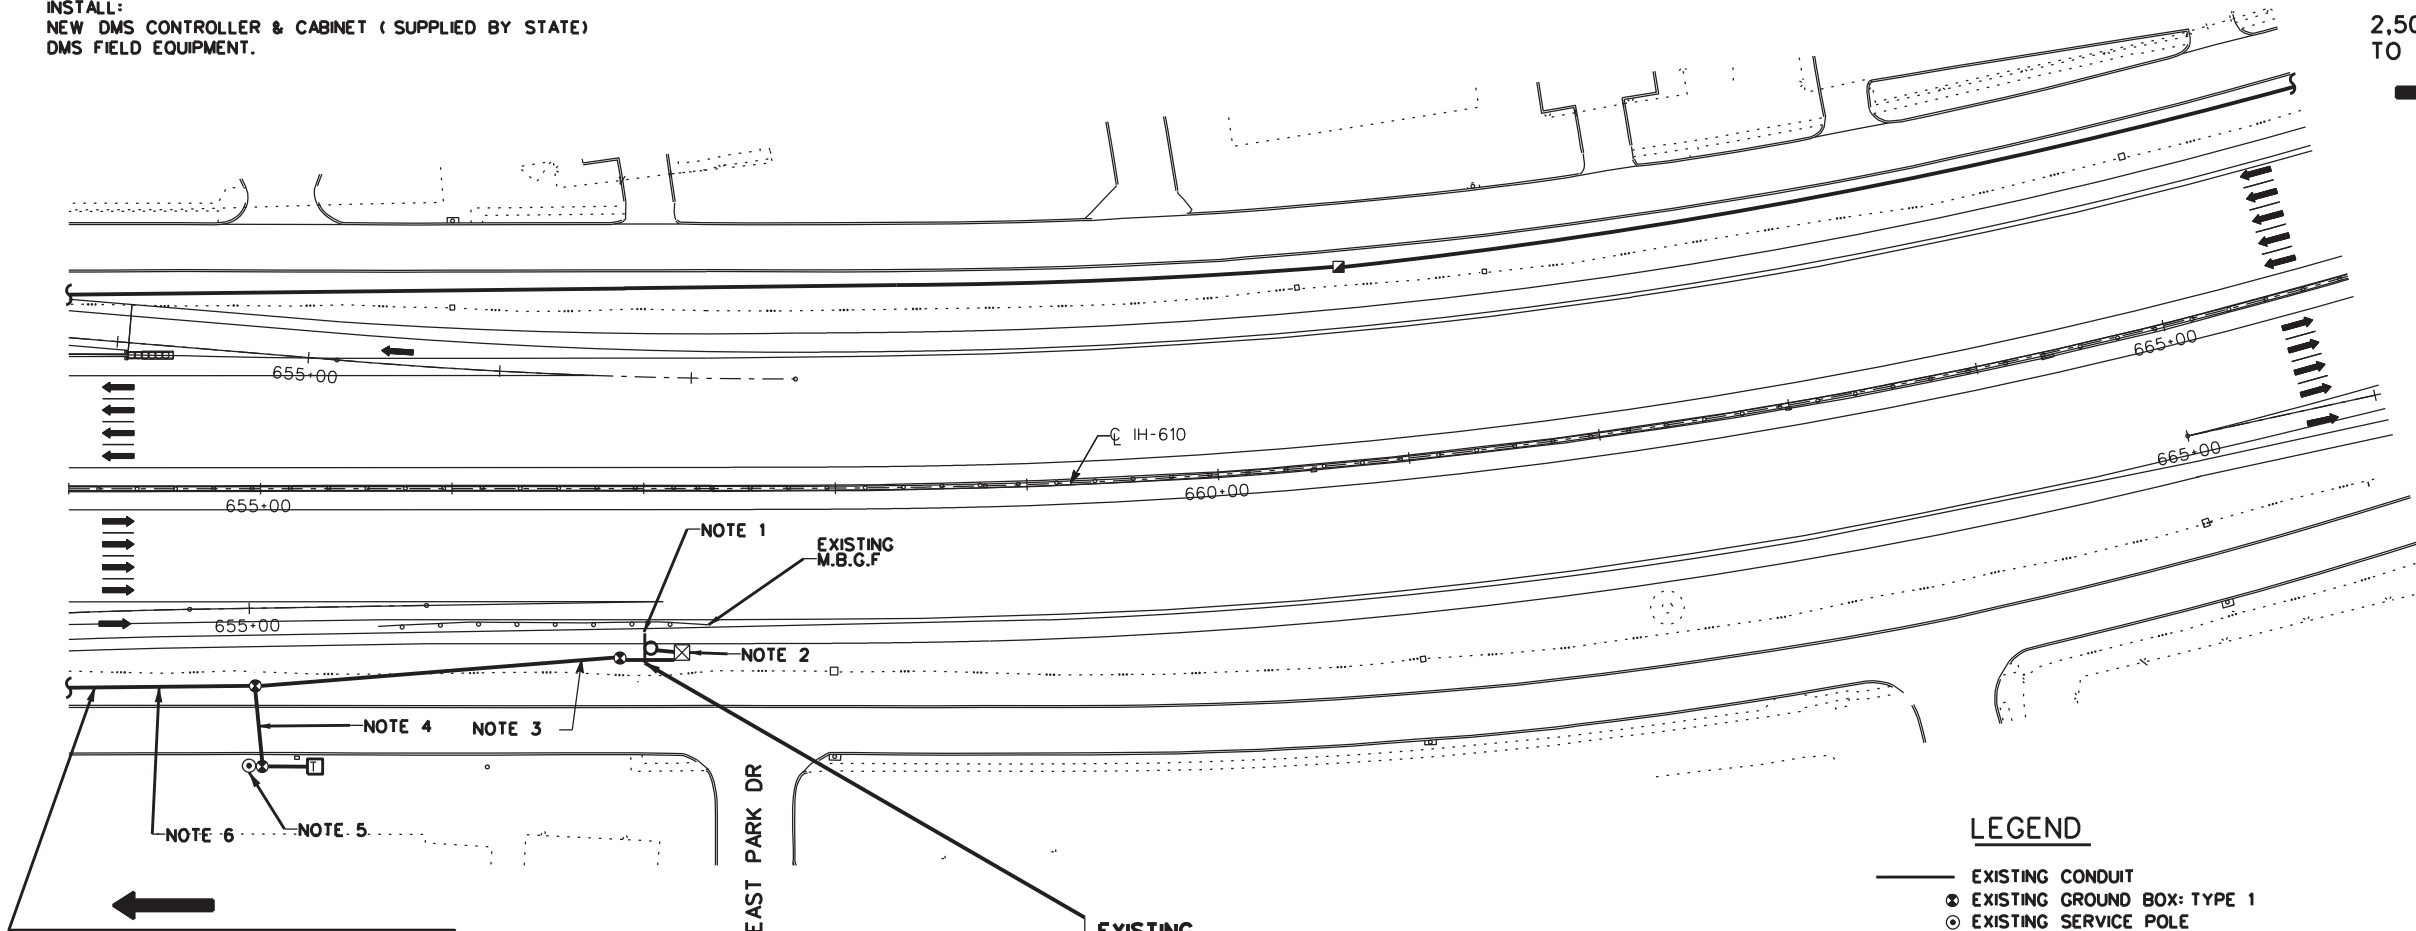 INSTALL:
NEW DMS CONTROLLER & CABINET ( SUPPLIED BY STATE)
DMS FIELD EQUIPMENT.
2,50
TO
655+00
665+00
℄ IH-610
665+00
660+00
655+00
NOTE 1
EXISTING
M.B.G.F
655+00
NOTE 2
NOTE 4
NOTE 3
T
NOTE 6
NOTE 5
EAST PARK DR
EXISTING
LEGEND
EXISTING CONDUIT
EXISTING GROUND BOX: TYPE 1
EXISTING SERVICE POLE